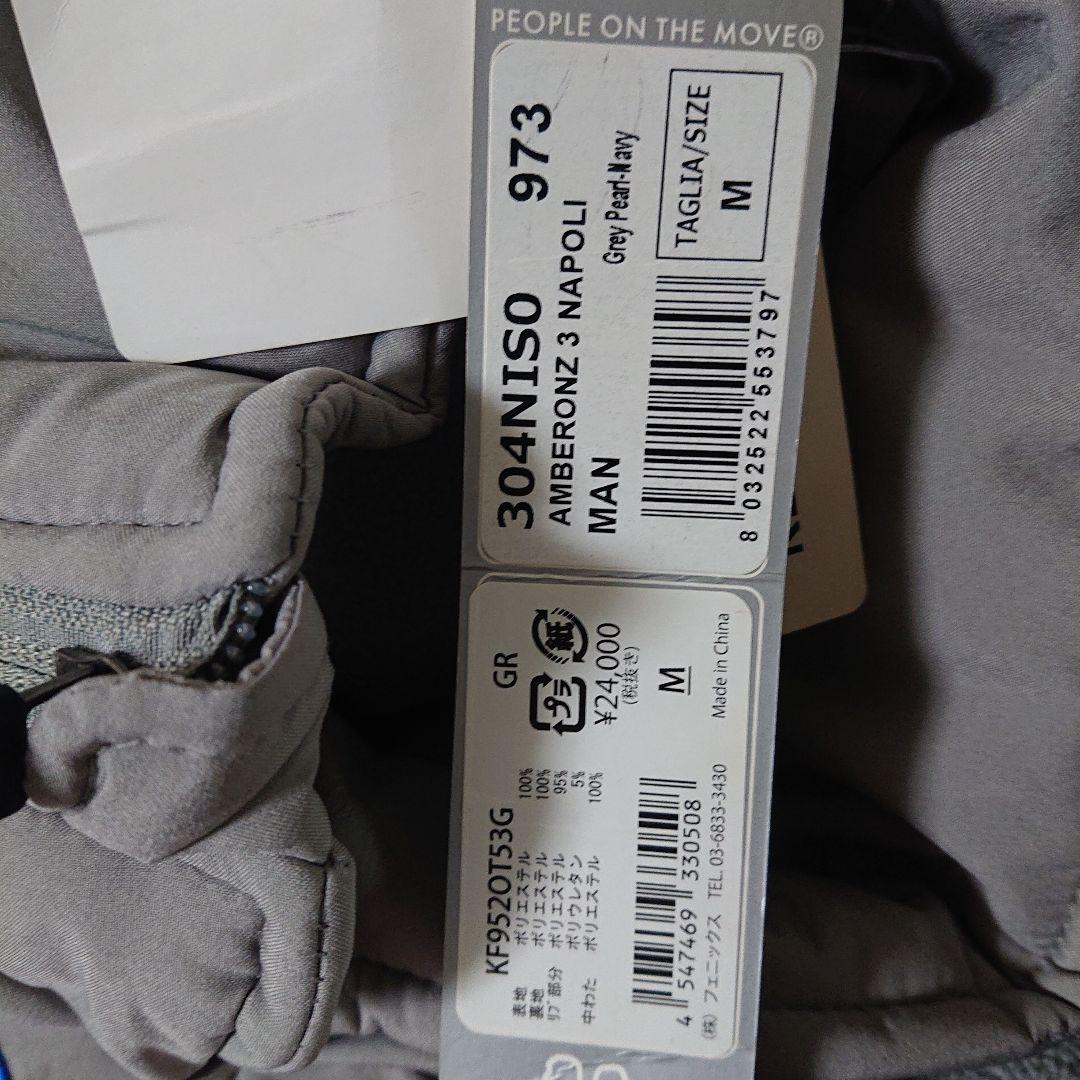 PEOPLE ON THE MOVE®
304NIS0 973
AMBERONZ 3 NAPOLI
Grey Pearl-Navy
MAN
TAGLIA/SIZE
M
8 032522 553797
GR
KF952OT53G
表地 ポリエステル 100%
裏地 ポリエステル 100%
ﾘﾌﾞ部分 ポリエステル 95%
ポリウレタン 5%
中わた ポリエステル 100%
プラ
紙
¥24,000
(税抜き)
M
4 547469 330508
Made in China
(株) フェニックス TEL. 03-6833-3430